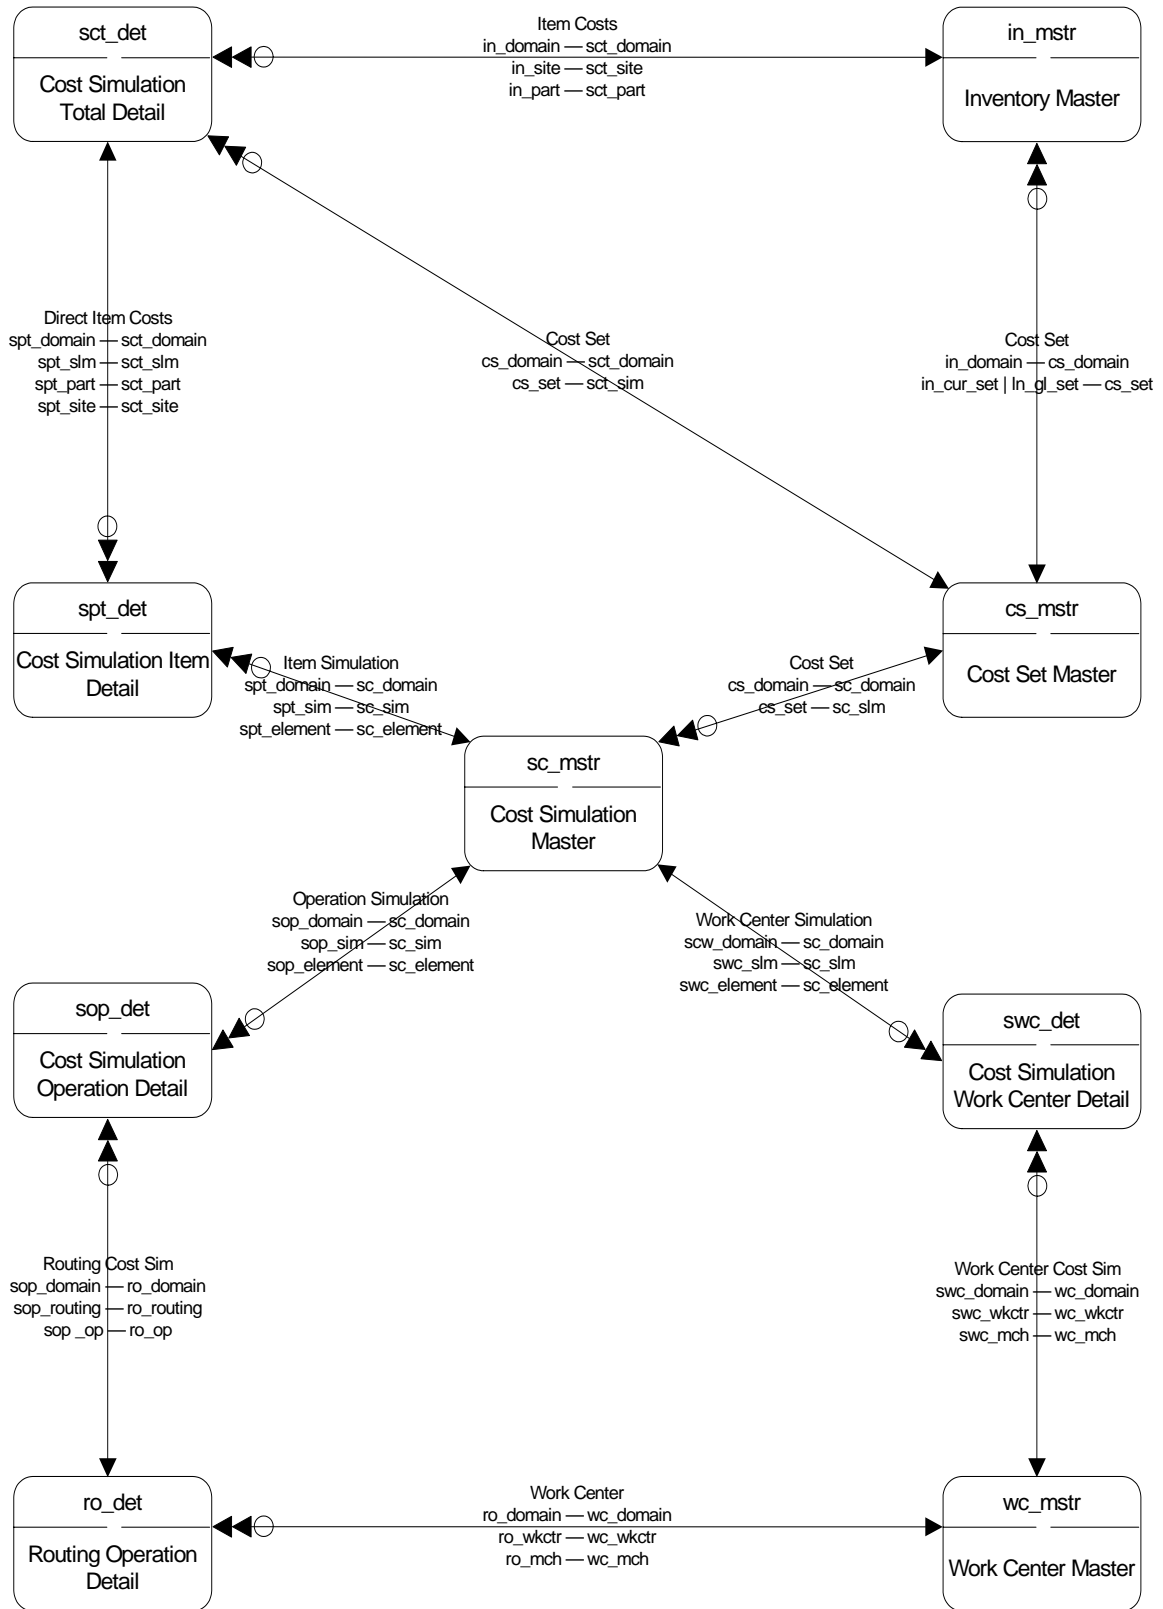 sct_det
Cost Simulation
Total Detail
Item Costs
in_domain — sct_domain
in_site — sct_site
in_part — sct_part
in_mstr
Inventory Master
Direct Item Costs
spt_domain — sct_domain
spt_slm — sct_slm
spt_part — sct_part
spt_site — sct_site
Cost Set
cs_domain — sct_domain
cs_set — sct_sim
Cost Set
in_domain — cs_domain
in_cur_set | ln_gl_set — cs_set
spt_det
Cost Simulation Item
Detail
Item Simulation
spt_domain — sc_domain
spt_sim — sc_sim
spt_element — sc_element
Cost Set
cs_domain — sc_domain
cs_set — sc_slm
cs_mstr
Cost Set Master
sc_mstr
Cost Simulation
Master
Operation Simulation
sop_domain — sc_domain
sop_sim — sc_sim
sop_element — sc_element
Work Center Simulation
scw_domain — sc_domain
swc_slm — sc_slm
swc_element — sc_element
sop_det
Cost Simulation
Operation Detail
swc_det
Cost Simulation
Work Center Detail
Routing Cost Sim
sop_domain — ro_domain
sop_routing — ro_routing
sop _op — ro_op
Work Center Cost Sim
swc_domain — wc_domain
swc_wkctr — wc_wkctr
swc_mch — wc_mch
ro_det
Routing Operation
Detail
Work Center
ro_domain — wc_domain
ro_wkctr — wc_wkctr
ro_mch — wc_mch
wc_mstr
Work Center Master